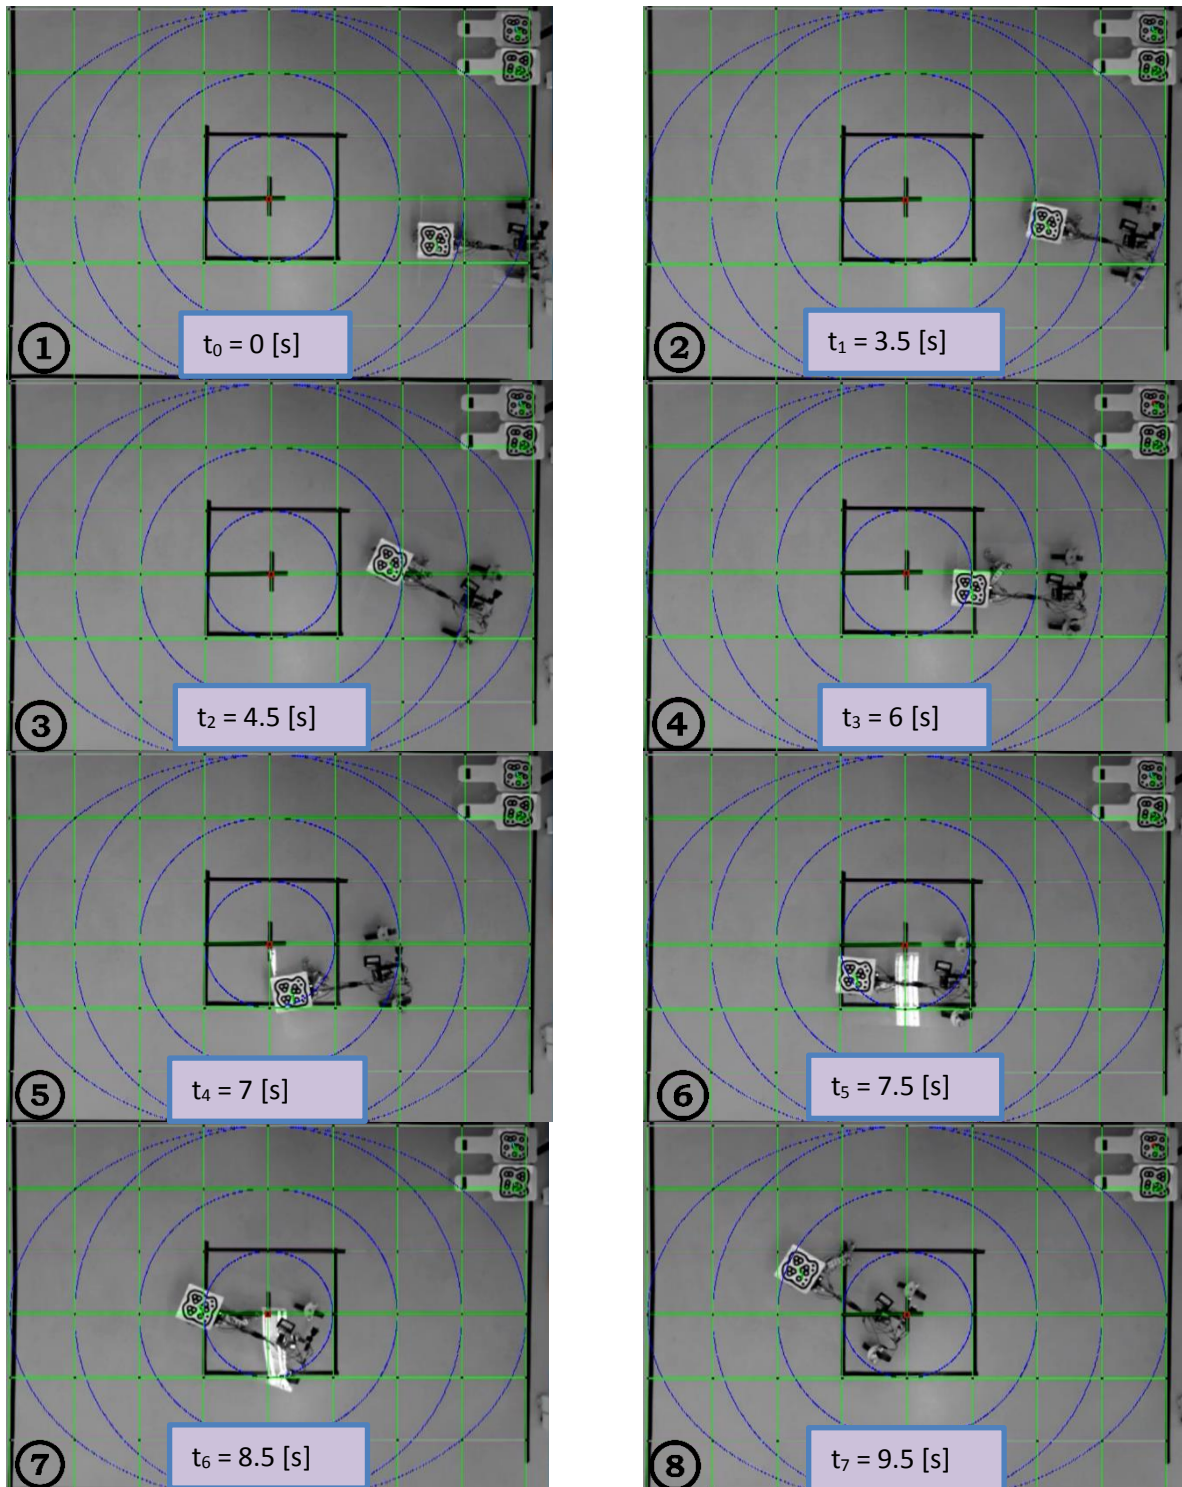 1
t₀ = 0 [s]
2
t₁ = 3.5 [s]
3
t₂ = 4.5 [s]
4
t₃ = 6 [s]
5
t₄ = 7 [s]
6
t₅ = 7.5 [s]
7
t₆ = 8.5 [s]
8
t₇ = 9.5 [s]